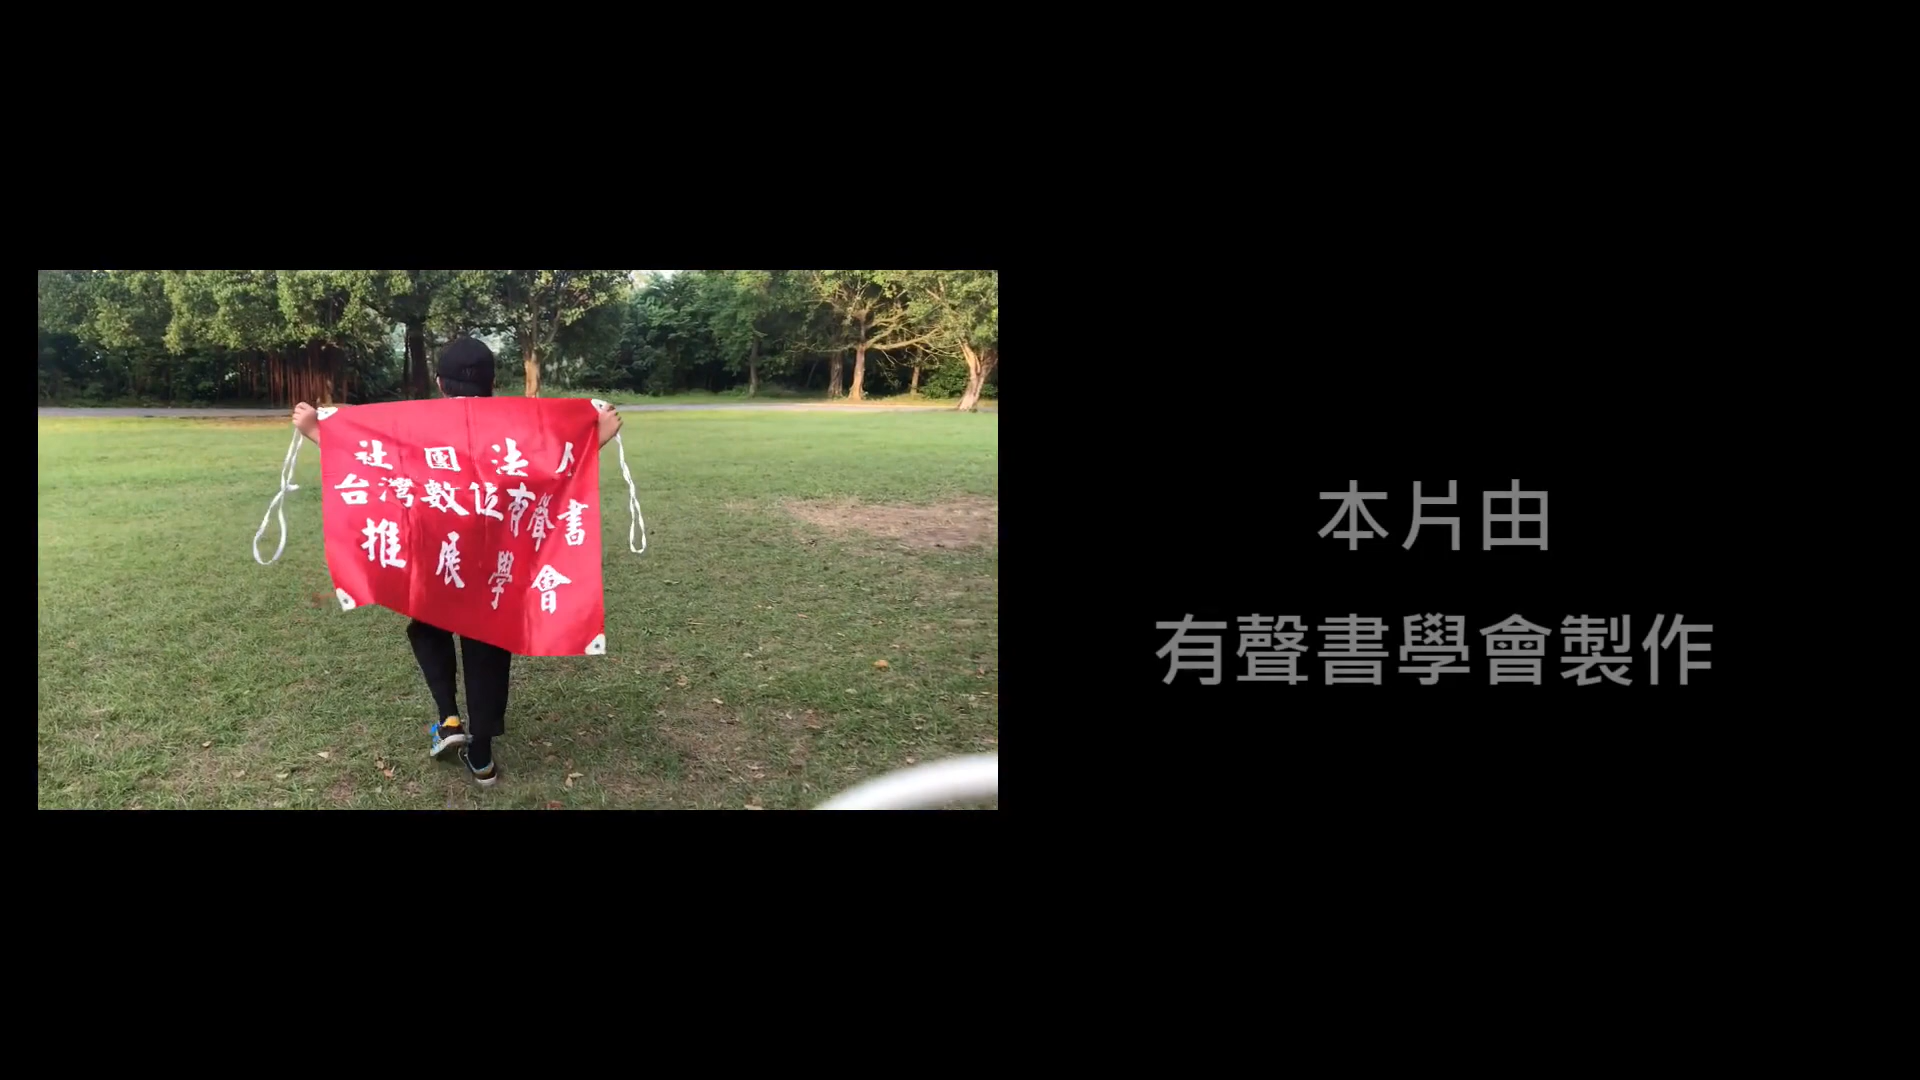 社團法人
台灣數位有聲書
推展學會
本片由
有聲書學會製作